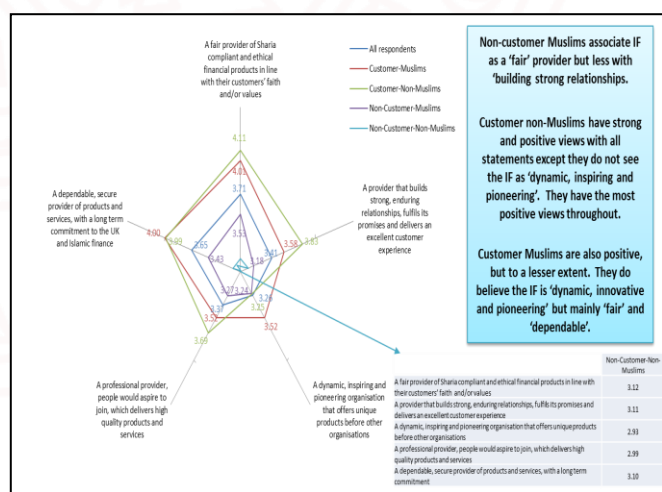 A fair provider of Sharia
compliant and ethical
financial products in line
with their customers' faith
and/or values
All respondents
Customer-Muslims
Customer-Non-Muslims
Non-Customer-Muslims
Non-Customer-Non-Muslims
4.11
4.01
3.71
3.53
A dependable, secure
provider of products and
services, with a long term
commitment to the UK
and Islamic finance
4.00
3.99
3.65
3.43
A provider that builds
strong, enduring
relationships, fulfils its
promises and delivers an
excellent customer
experience
3.83
3.58
3.41
3.18
3.26
3.25
3.24
3.52
3.27
3.37
3.52
3.69
A professional provider,
people would aspire to
join, which delivers high
quality products and
services
A dynamic, inspiring and
pioneering organisation
that offers unique
products before other
organisations
Non-customer Muslims associate IF
as a 'fair' provider but less with
'building strong relationships.
Customer non-Muslims have strong
and positive views with all
statements except they do not see
the IF as 'dynamic, inspiring and
pioneering'. They have the most
positive views throughout.
Customer Muslims are also positive,
but to a lesser extent. They do
believe the IF is 'dynamic, innovative
and pioneering' but mainly 'fair' and
'dependable'.
Non-Customer-Non-
Muslims
A fair provider of Sharia compliant and ethical financial products in line with
their customers' faith and/or values
3.12
A provider that builds strong, enduring relationships, fulfils its promises and
delivers an excellent customer experience
3.11
A dynamic, inspiring and pioneering organisation that offers unique products
before other organisations
2.93
A professional provider, people would aspire to join, which delivers high
quality products and services
2.99
A dependable, secure provider of products and services, with a long term
commitment
3.10